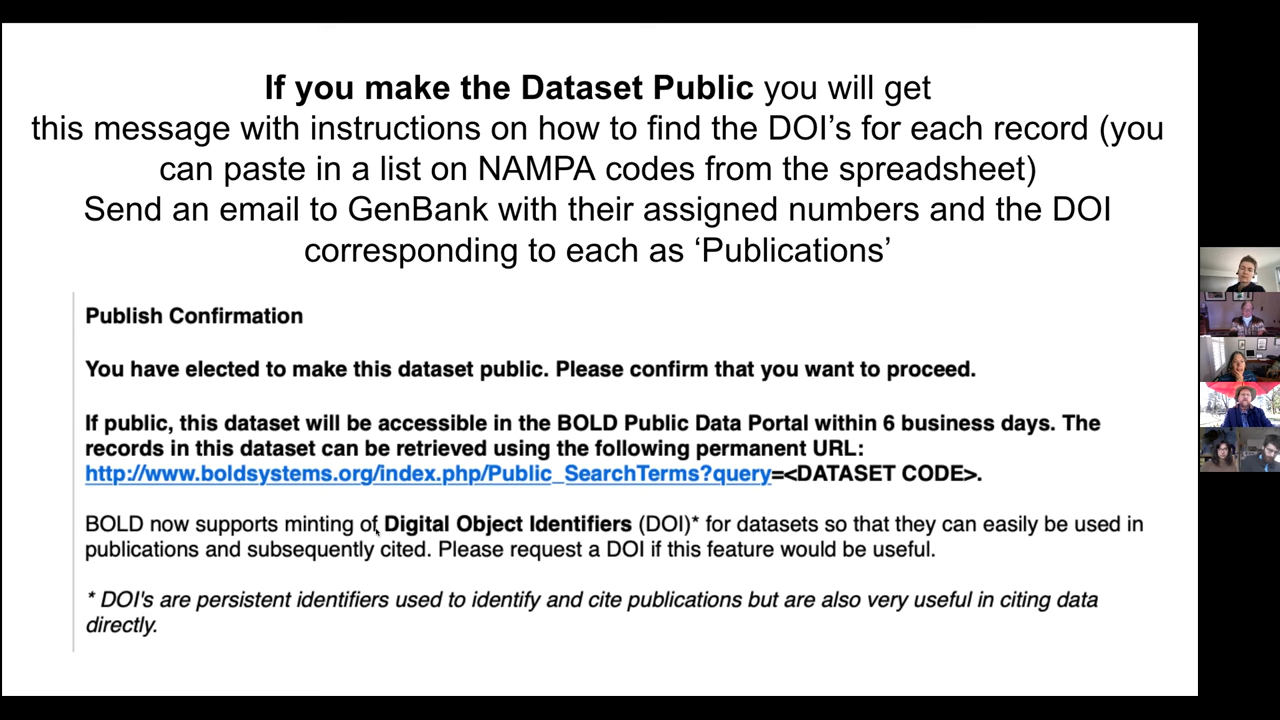 If you make the Dataset Public you will get
this message with instructions on how to find the DOI’s for each record (you
can paste in a list on NAMPA codes from the spreadsheet)
Send an email to GenBank with their assigned numbers and the DOI
corresponding to each as ‘Publications’
Publish Confirmation
You have elected to make this dataset public. Please confirm that you want to proceed.
If public, this dataset will be accessible in the BOLD Public Data Portal within 6 business days. The
records in this dataset can be retrieved using the following permanent URL:
http://www.boldsystems.org/index.php/Public_SearchTerms?query=<DATASET CODE>.
BOLD now supports minting of Digital Object Identifiers (DOI)* for datasets so that they can easily be used in
publications and subsequently cited. Please request a DOI if this feature would be useful.
* DOI's are persistent identifiers used to identify and cite publications but are also very useful in citing data
directly.